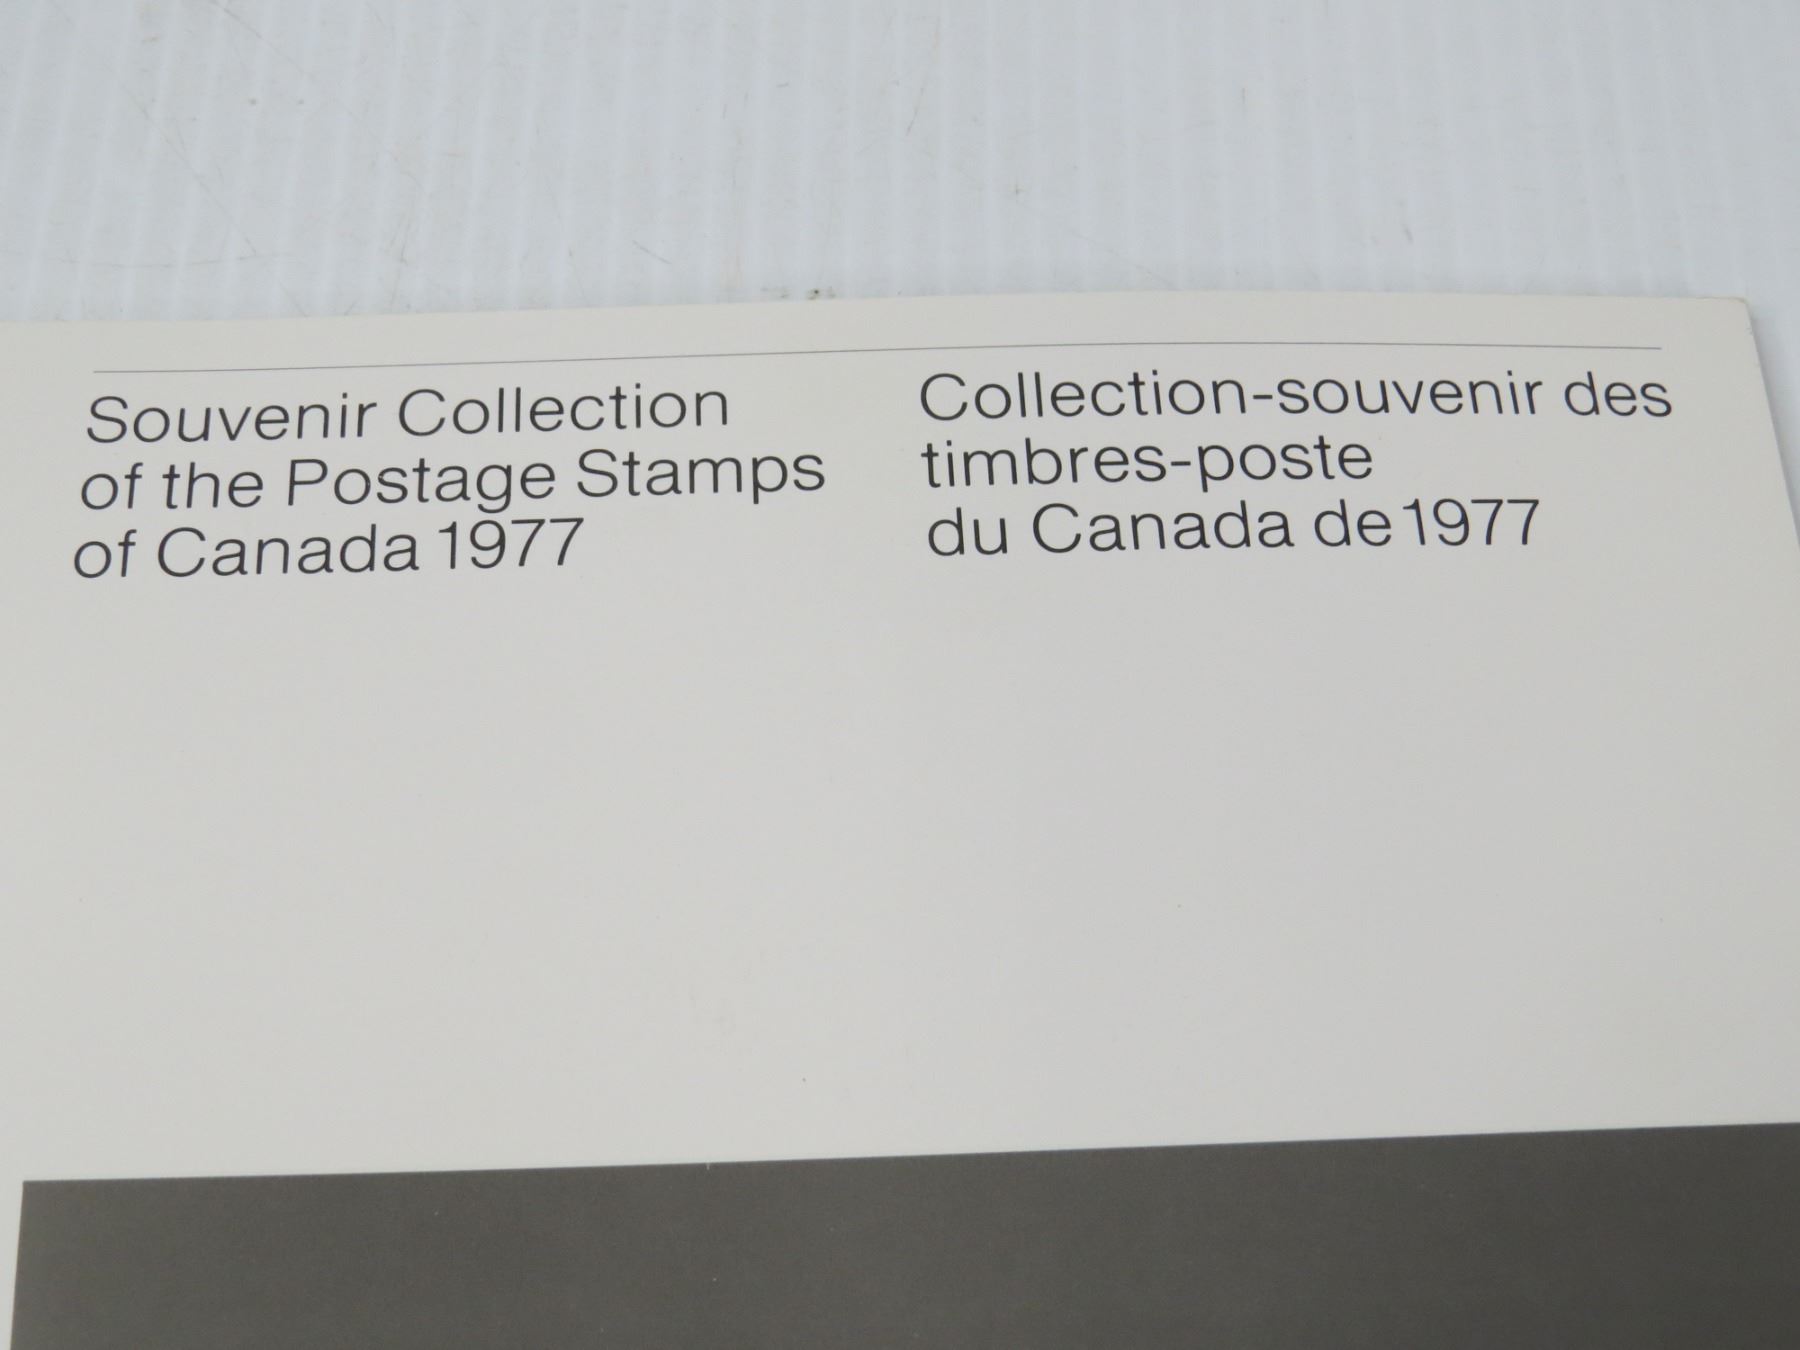 Souvenir Collection
of the Postage Stamps
of Canada 1977
Collection-souvenir des
timbres-poste
du Canada de 1977